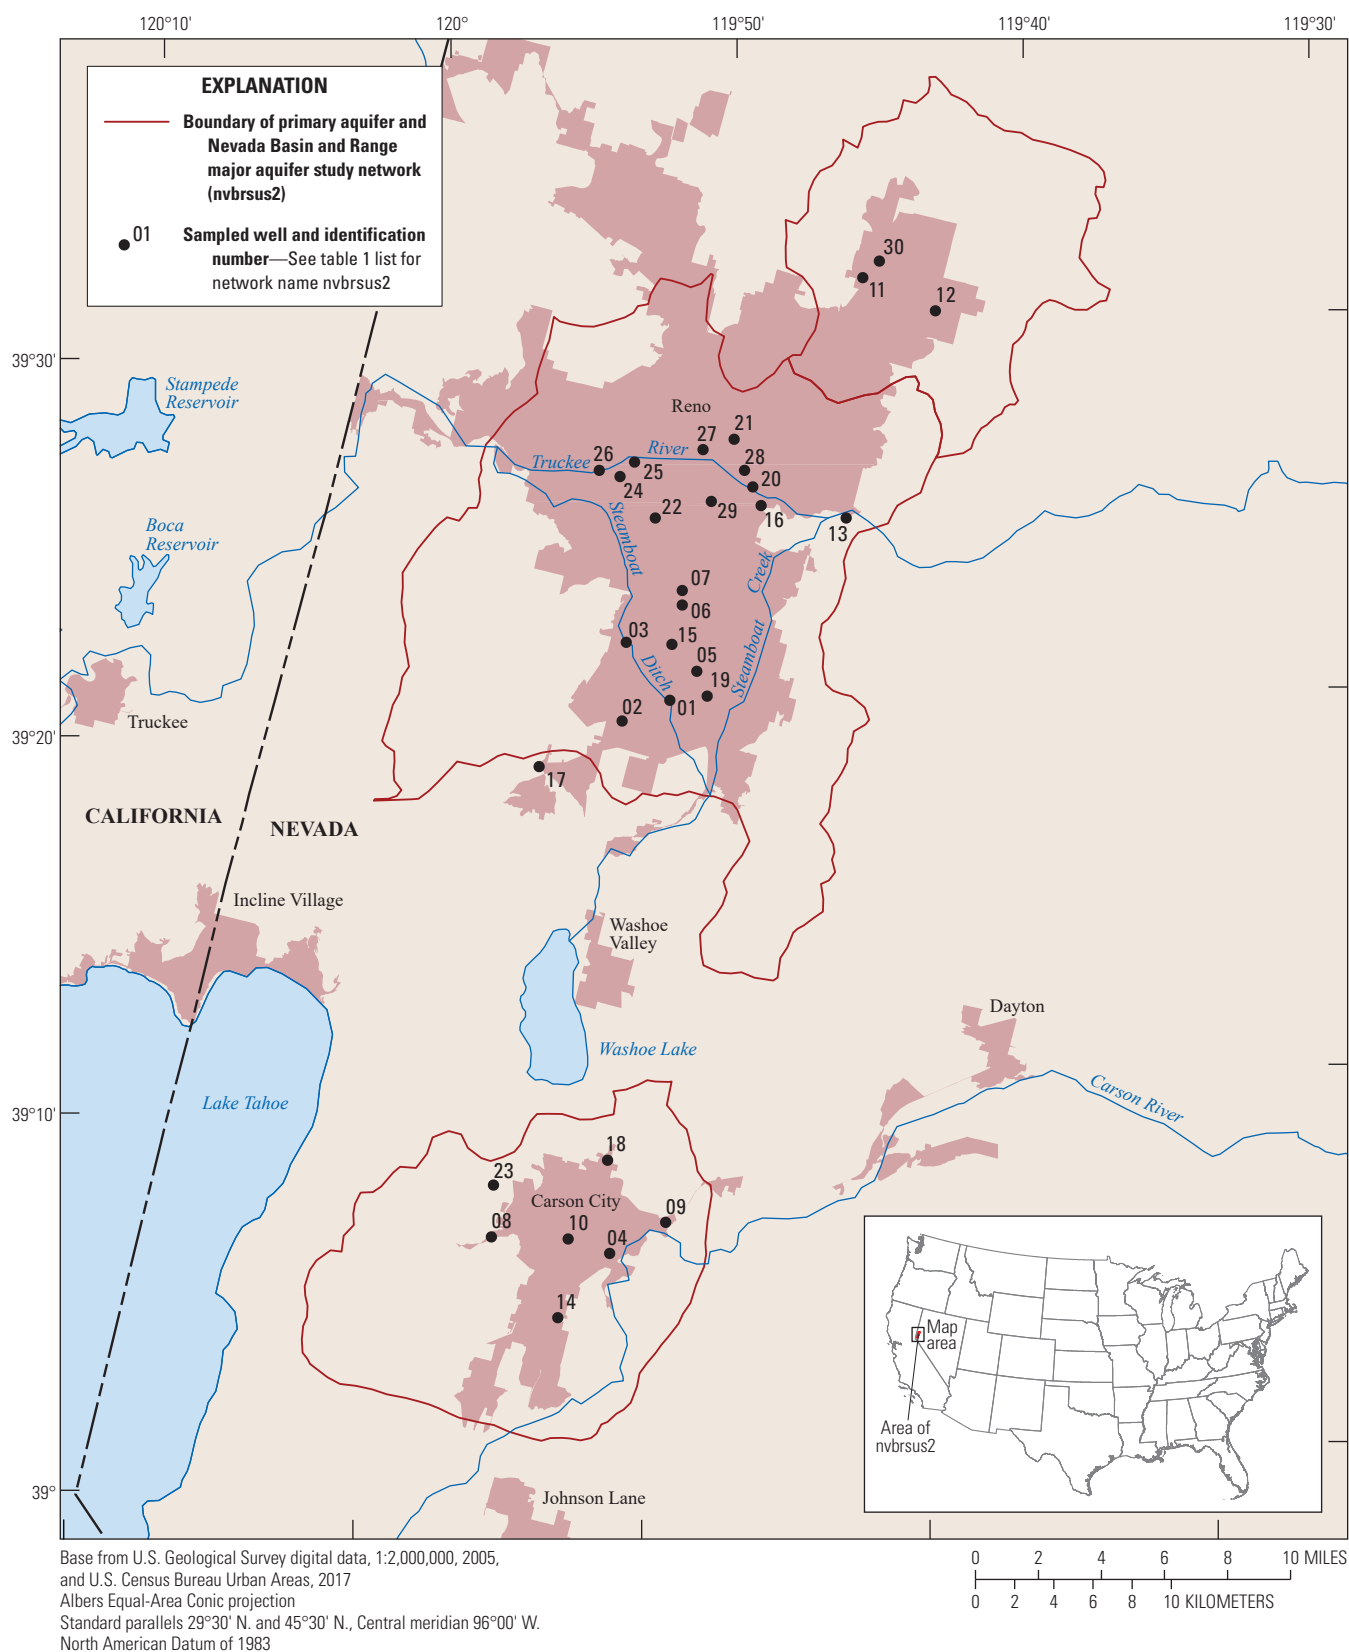 120°10'
120°
119°50'
119°40'
119°30'
EXPLANATION
Boundary of primary aquifer and
Nevada Basin and Range
major aquifer study network
(nvbrsus2)
01
Sampled well and identification
number—See table 1 list for
network name nvbrsus2
30
11
12
39°30'
Stampede
Reservoir
Reno
21
27
River
28
26
Truckee
25
20
24
22
29
16
13
Steamboat
Boca
Reservoir
Creek
07
06
03
15
05
Ditch
Steamboat
19
01
02
Truckee
39°20'
17
CALIFORNIA
NEVADA
Incline Village
Washoe
Valley
Dayton
Washoe Lake
Carson River
Lake Tahoe
39°10'
18
23
Carson City
09
08
10
04
14
Map
area
Area of
nvbrsus2
39°
Johnson Lane
Base from U.S. Geological Survey digital data, 1:2,000,000, 2005,
and U.S. Census Bureau Urban Areas, 2017
Albers Equal-Area Conic projection
Standard parallels 29°30' N. and 45°30' N., Central meridian 96°00' W.
North American Datum of 1983
0 2 4 6 8 10 MILES
0 2 4 6 8 10 KILOMETERS